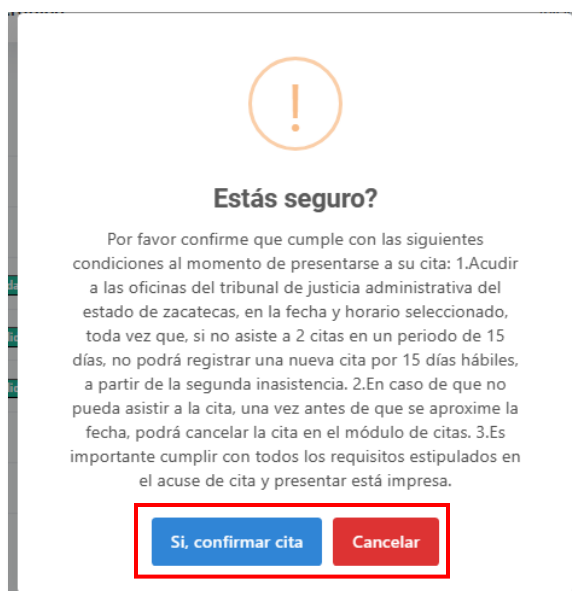 !
Estás seguro?
Por favor confirme que cumple con las siguientes
condiciones al momento de presentarse a su cita: 1.Acudir
a las oficinas del tribunal de justicia administrativa del
estado de zacatecas, en la fecha y horario seleccionado,
toda vez que, si no asiste a 2 citas en un periodo de 15
días, no podrá registrar una nueva cita por 15 días hábiles,
a partir de la segunda inasistencia. 2.En caso de que no
pueda asistir a la cita, una vez antes de que se aproxime la
fecha, podrá cancelar la cita en el módulo de citas. 3.Es
importante cumplir con todos los requisitos estipulados en
el acuse de cita y presentar está impresa.
Si, confirmar cita Cancelar